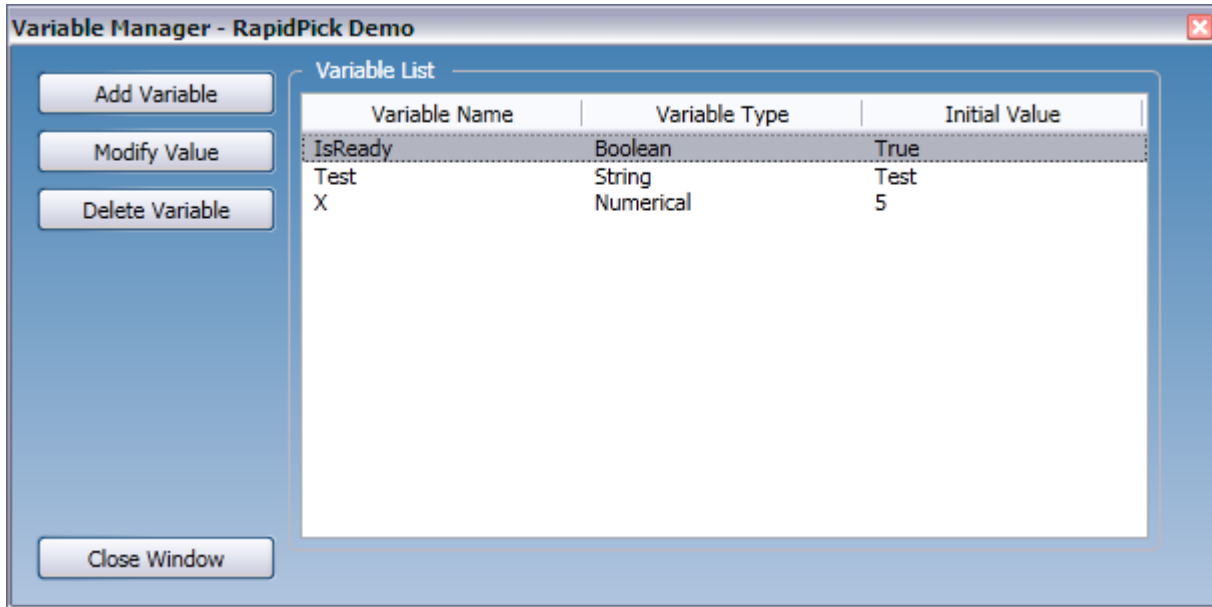 Variable Manager - RapidPick Demo
Add Variable
Modify Value
Delete Variable
Close Window
Variable List
Variable Name Variable Type Initial Value
IsReady Boolean True
Test String Test
X Numerical 5